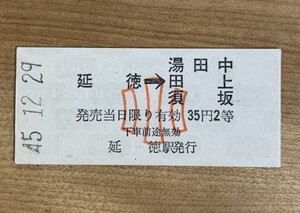 45.12.29
延徳→湯田中
田上
須坂
発売当日限り有効 35円2等
下車前途無効
延 徳駅発行
小